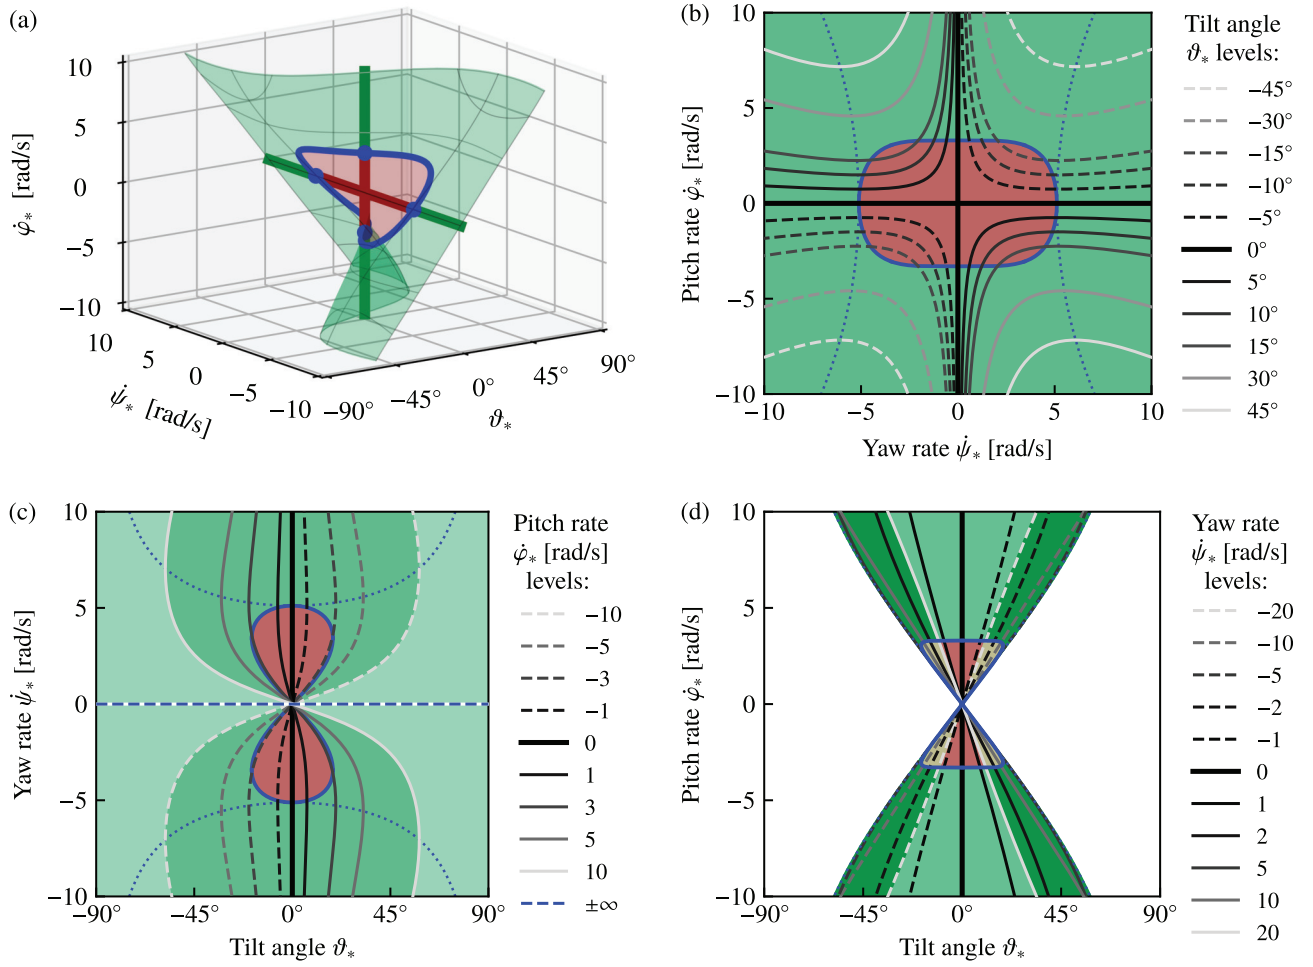 (a)
10
5
0
−5
−10
φ̇* [rad/s]
10
5
0
−5
−10
ψ̇* [rad/s]
−90°
−45°
0°
45°
90°
ϑ*
(b)
10
5
0
−5
−10
Pitch rate φ̇* [rad/s]
−10 −5 0 5 10
Yaw rate ψ̇* [rad/s]
Tilt angle
ϑ* levels:
−45°
−30°
−15°
−10°
−5°
0°
5°
10°
15°
30°
45°
(c)
10
5
0
−5
−10
Yaw rate ψ̇* [rad/s]
−90° −45° 0° 45° 90°
Tilt angle ϑ*
Pitch rate
φ̇* [rad/s]
levels:
−10
−5
−3
−1
0
1
3
5
10
±∞
(d)
10
5
0
−5
−10
Pitch rate φ̇* [rad/s]
−90° −45° 0° 45° 90°
Tilt angle ϑ*
Yaw rate
ψ̇* [rad/s]
levels:
−20
−10
−5
−2
−1
0
1
2
5
10
20